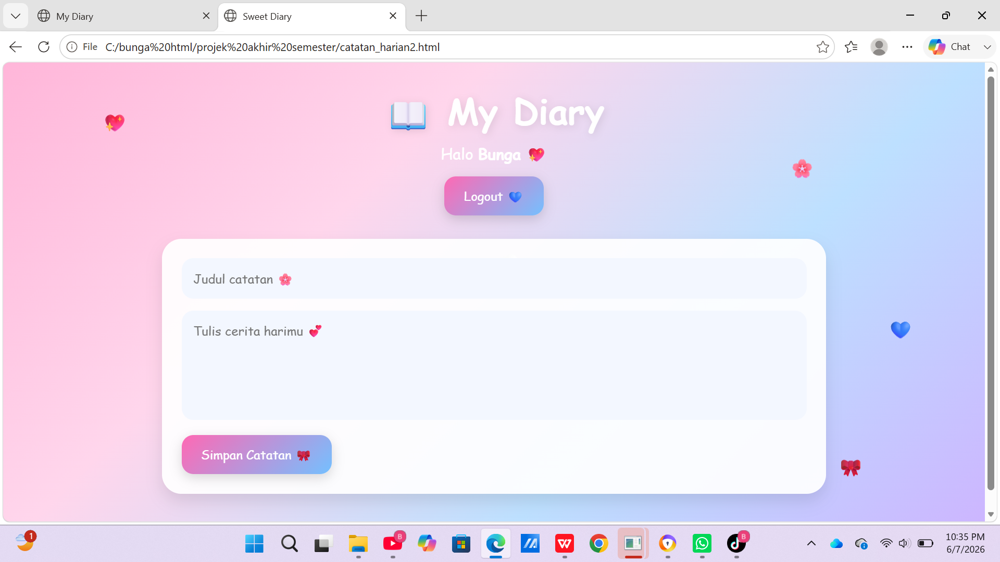 My Diary
Sweet Diary
File C:/bunga%20html/projek%20akhir%20semester/catatan_harian2.html
Chat
📖 My Diary
Halo Bunga 💖
Logout 💙
Judul catatan 🌸
Tulis cerita harimu 💕
Simpan Catatan 🎀
1
B
B
10:35 PM
6/7/2026